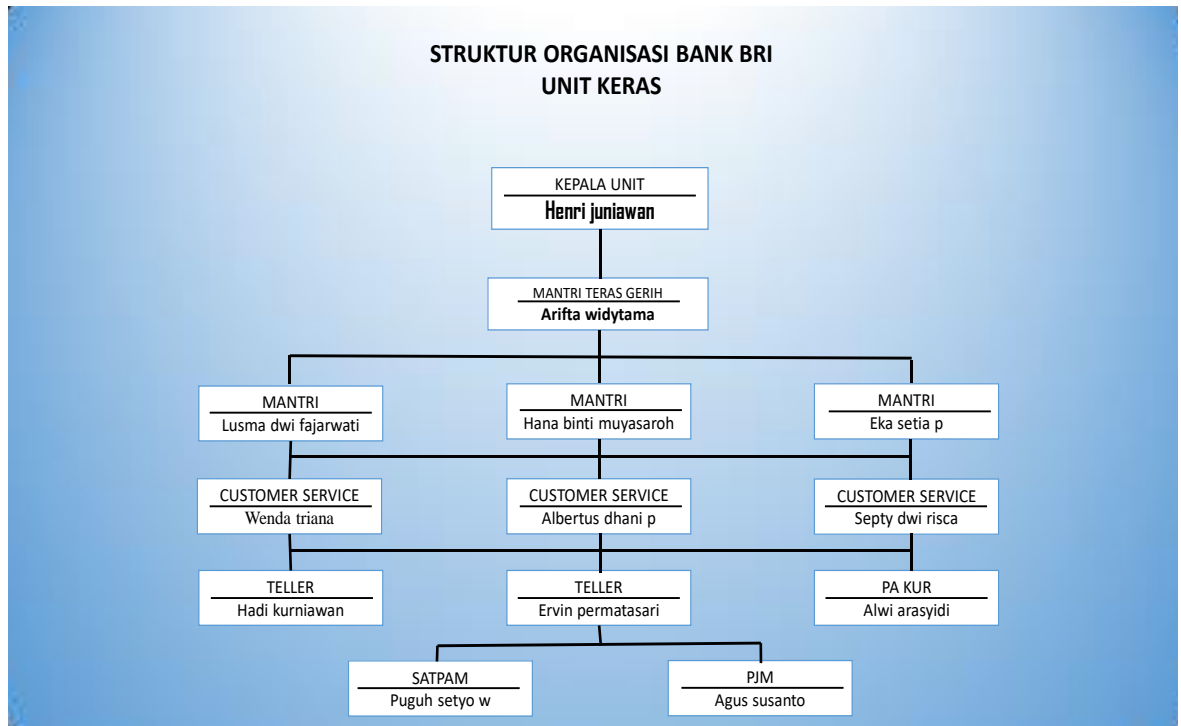 STRUKTUR ORGANISASI BANK BRI
UNIT KERAS
KEPALA UNIT
Henri juniawan
MANTRI TERAS GERIH
Arifta widytama
MANTRI
Lusma dwi fajarwati
MANTRI
Hana binti muyasaroh
MANTRI
Eka setia p
CUSTOMER SERVICE
Wenda triana
CUSTOMER SERVICE
Albertus dhani p
CUSTOMER SERVICE
Septy dwi risca
TELLER
Hadi kurniawan
TELLER
Ervin permatasari
PA KUR
Alwi arasyidi
SATPAM
Puguh setyo w
PJM
Agus susanto